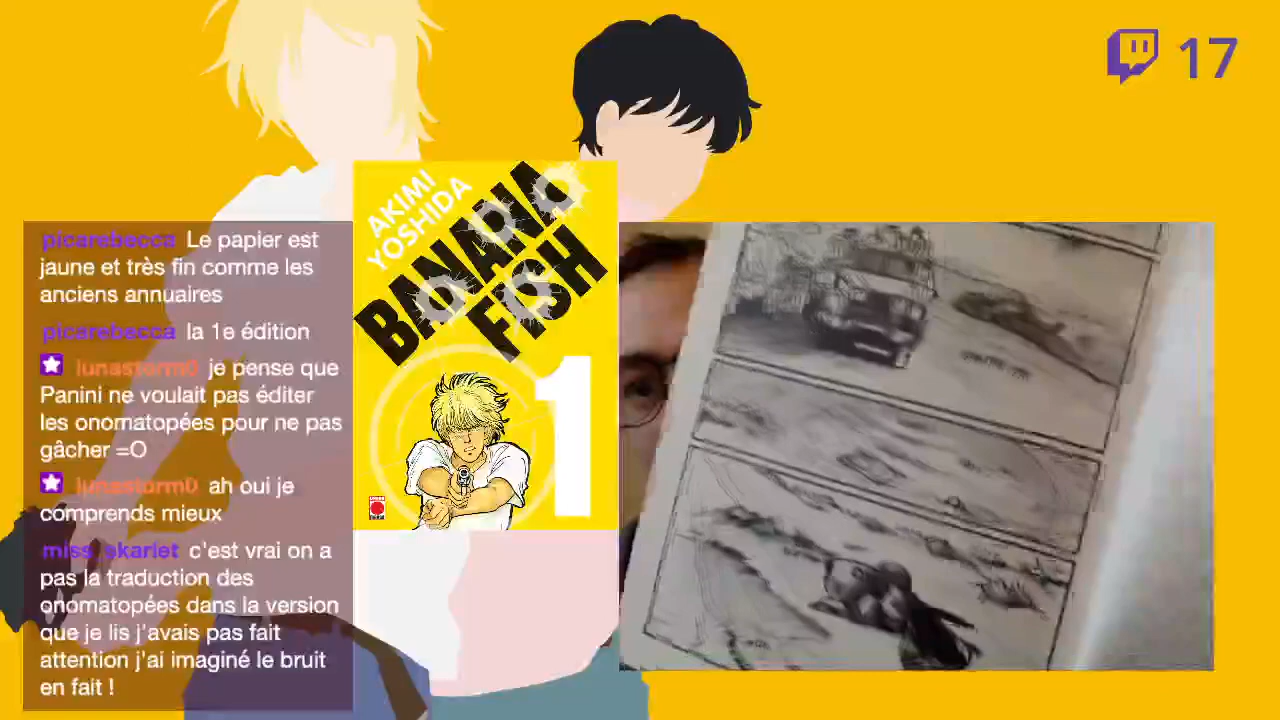 17
AKIMI
YOSHIDA
BANANA
FISH
1
picarebecca Le papier est
jaune et très fin comme les
anciens annuaires
picarebecca la 1e édition
lunastorm0 je pense que
Panini ne voulait pas éditer
les onomatopées pour ne pas
gâcher =O
lunastorm0 ah oui je
comprends mieux
miss_skarlet c'est vrai on a
pas la traduction des
onomatopées dans la version
que je lis j'avais pas fait
attention j'ai imaginé le bruit
en fait !